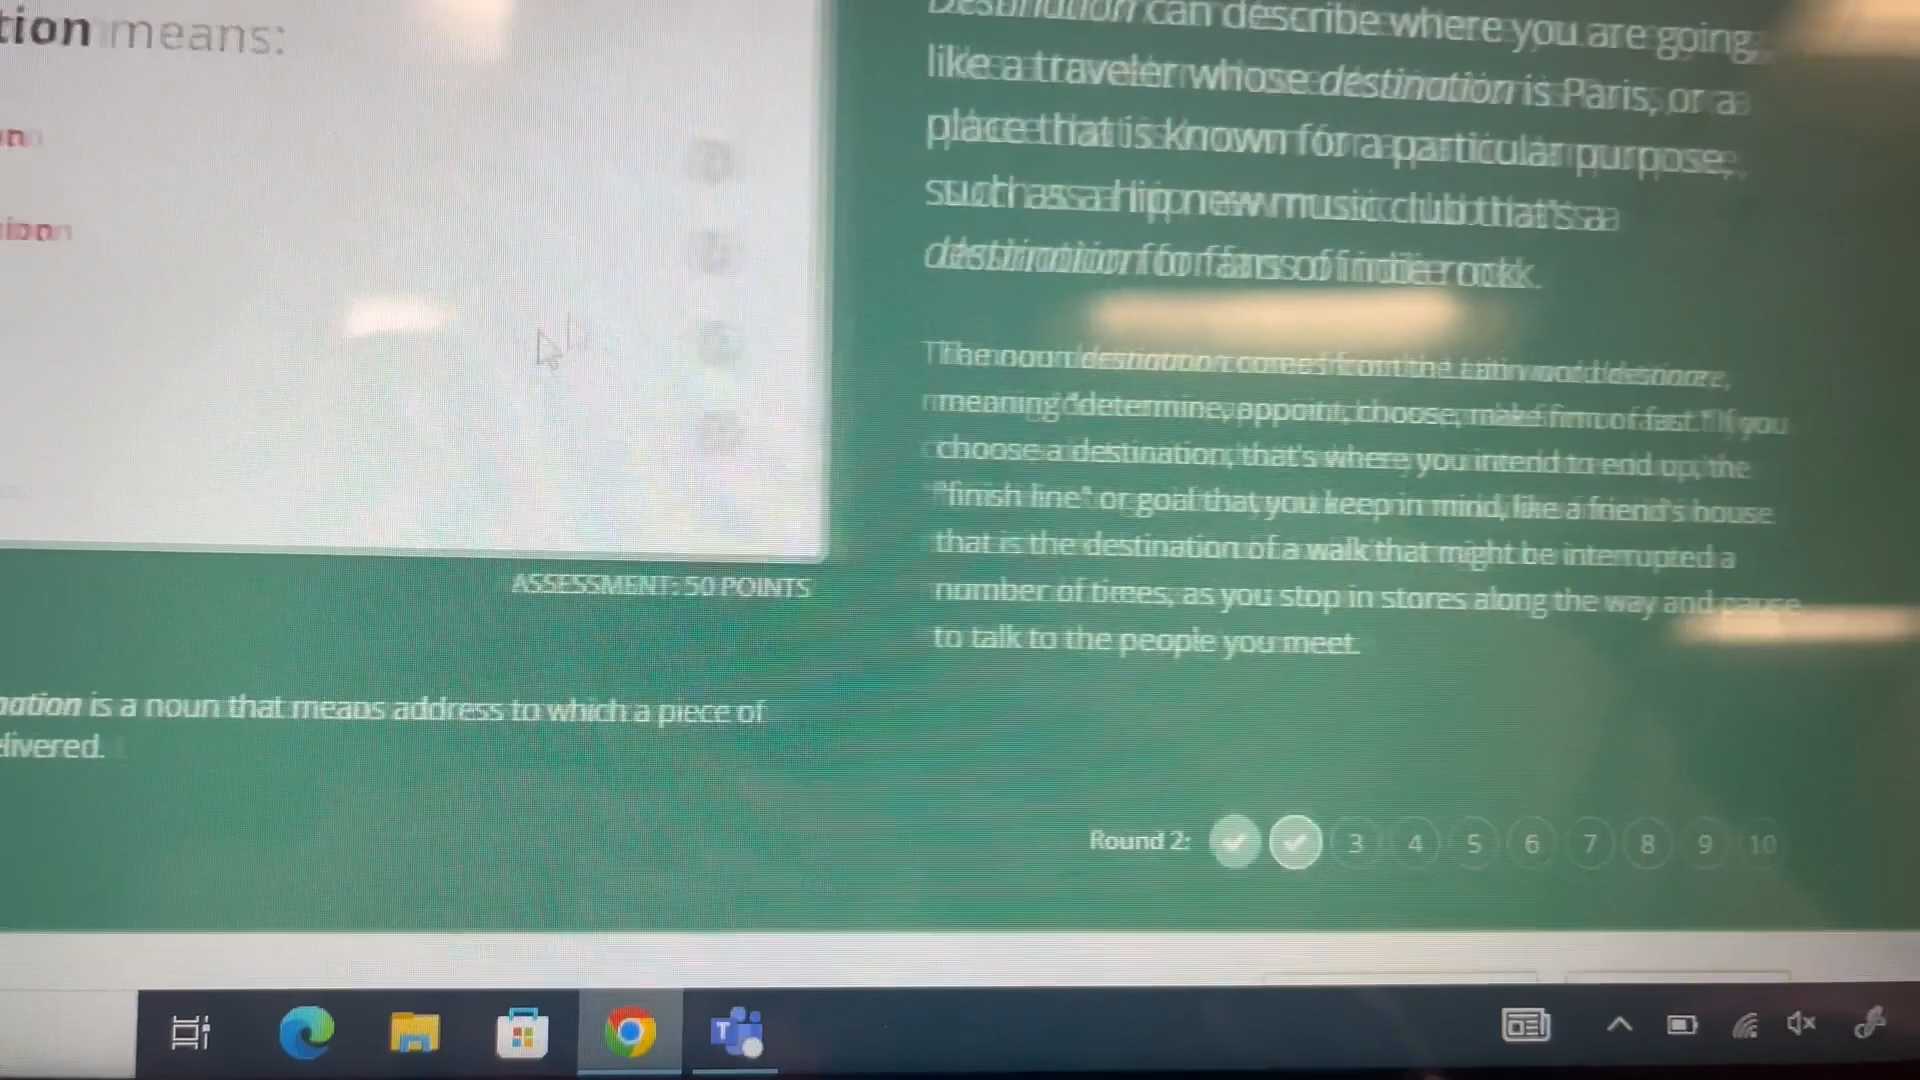 tion means:
on
ion
ASSESSMENT: 50 POINTS
nation is a noun that means address to which a piece of
elivered.
Destination can describe where you are going,
like a traveler whose destination is Paris, or a
place that is known for a particular purpose,
such as a hip new music club that's a
destination for fans of indie rock.
The noun destination comes from the Latin word destinare,
meaning "determine, appoint, choose, make firm or fast." If you
choose a destination, that's where you intend to end up, the
"finish line" or goal that you keep in mind, like a friend's house
that is the destination of a walk that might be interrupted a
number of times, as you stop in stores along the way and pause
to talk to the people you meet.
Round 2: 3 4 5 6 7 8 9 10